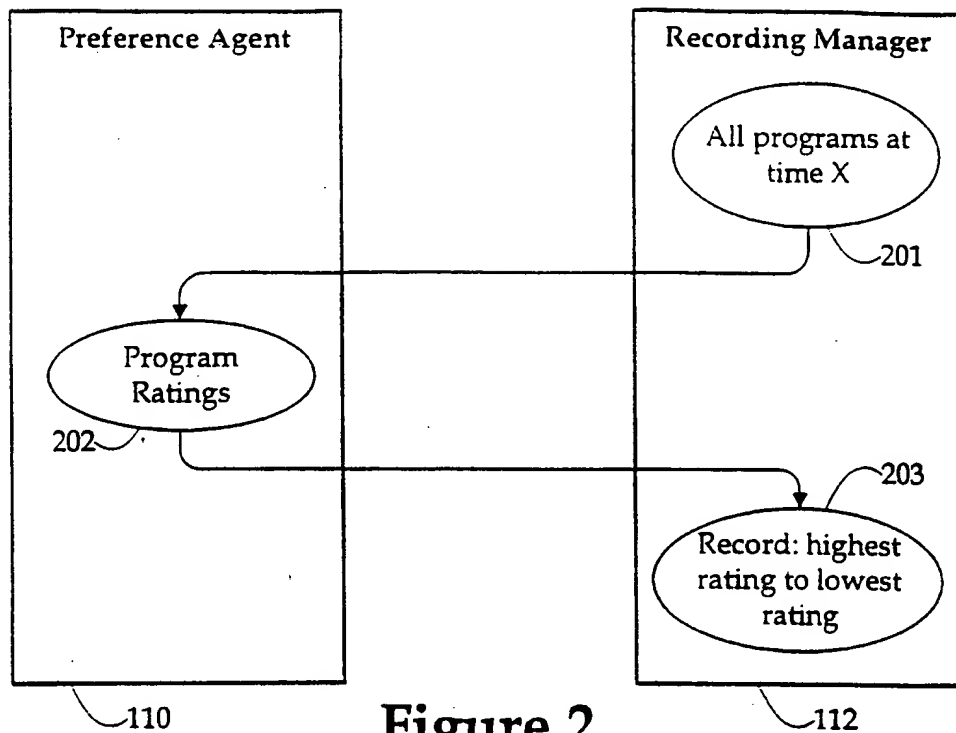 Preference Agent
Recording Manager
All programs at
time X
201
Program
Ratings
202
203
Record: highest
rating to lowest
rating
110
112
Figure 2